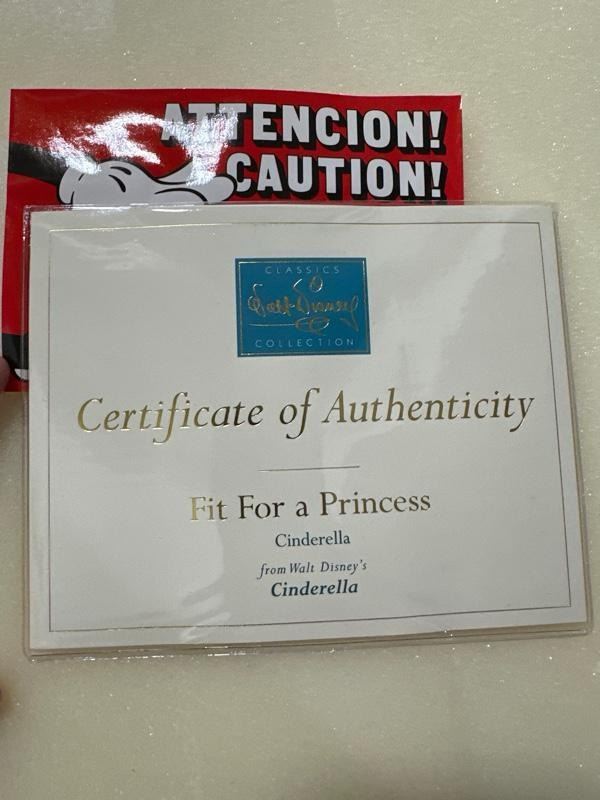 ATTENCION!
CAUTION!
CLASSICS
Walt Disney
COLLECTION
Certificate of Authenticity
Fit For a Princess
Cinderella
from Walt Disney's
Cinderella